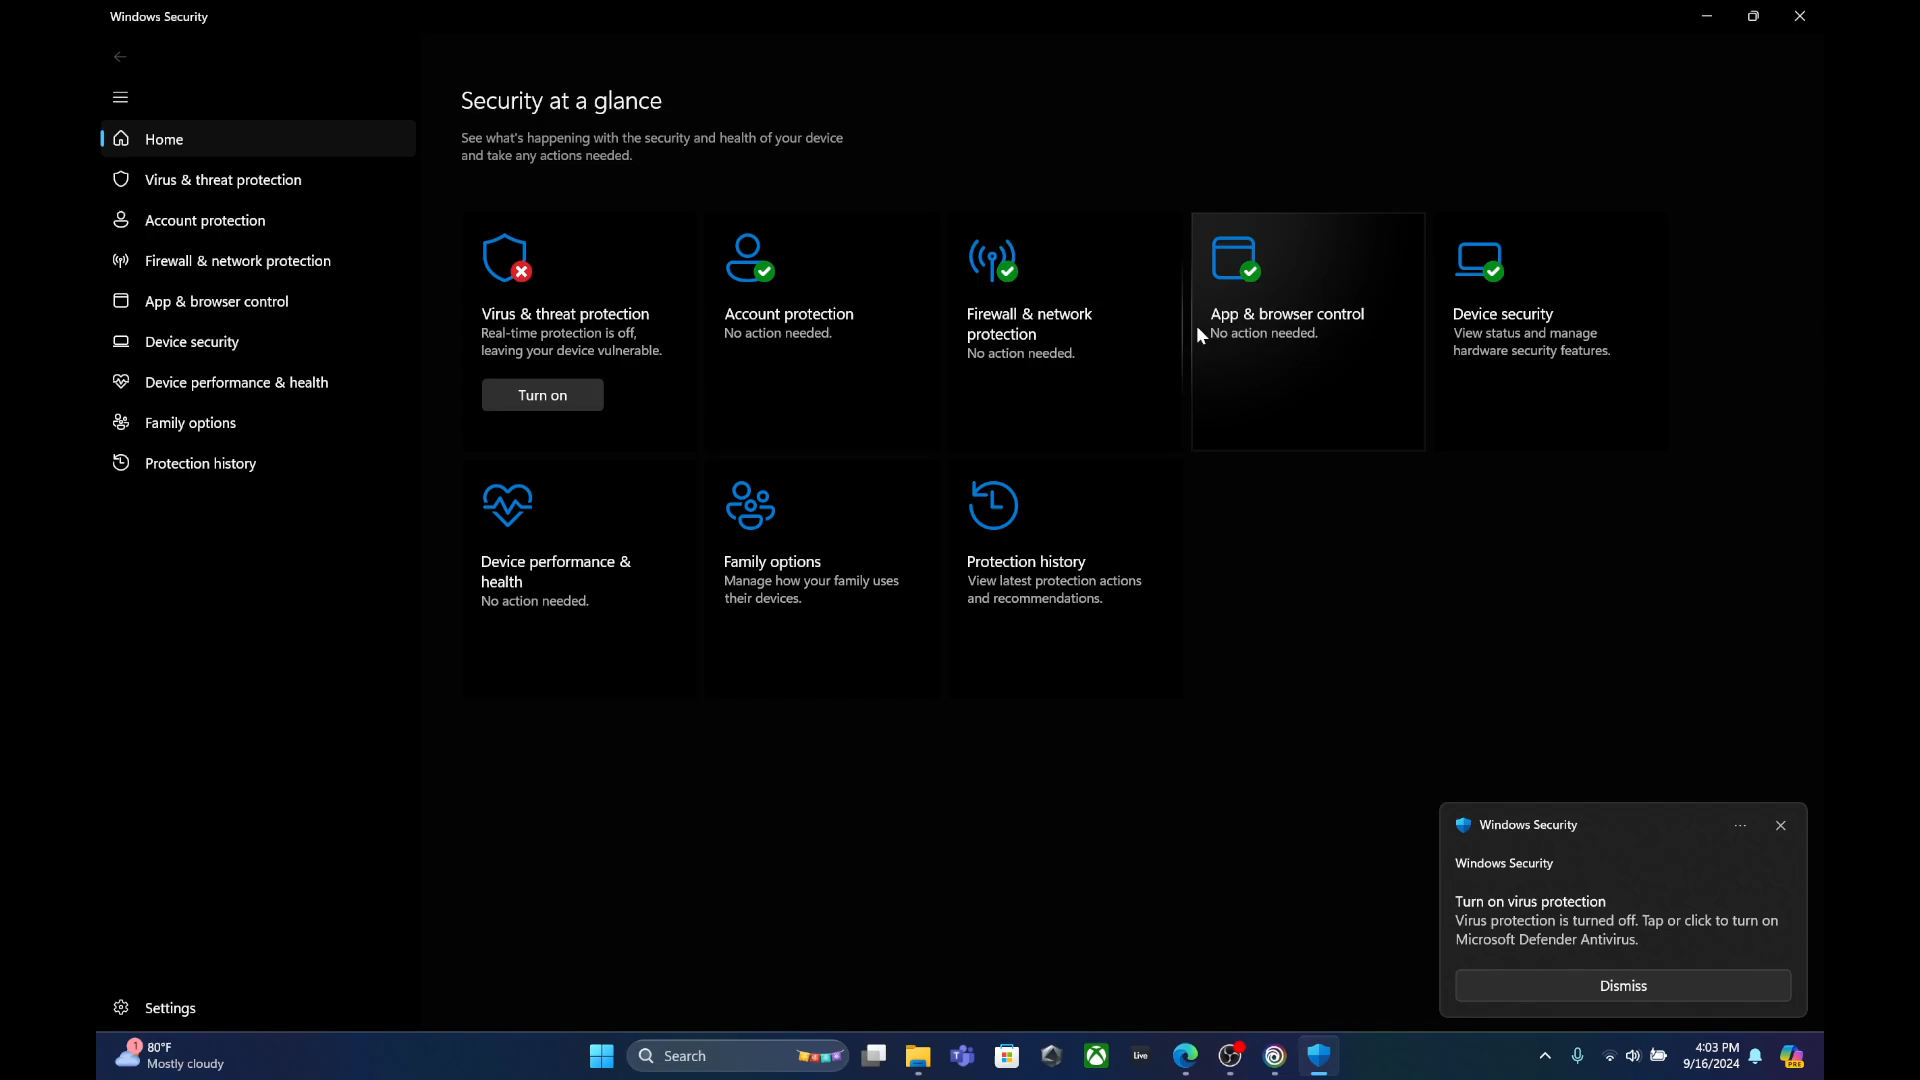 Windows Security
Home
Virus & threat protection
Account protection
Firewall & network protection
App & browser control
Device security
Device performance & health
Family options
Protection history
Settings
Security at a glance
See what's happening with the security and health of your device
and take any actions needed.
Virus & threat protection
Real-time protection is off,
leaving your device vulnerable.
Turn on
Account protection
No action needed.
Firewall & network
protection
No action needed.
App & browser control
No action needed.
Device security
View status and manage
hardware security features.
Device performance &
health
No action needed.
Family options
Manage how your family uses
their devices.
Protection history
View latest protection actions
and recommendations.
Windows Security
Windows Security
Turn on virus protection
Virus protection is turned off. Tap or click to turn on
Microsoft Defender Antivirus.
Dismiss
1
80°F
Mostly cloudy
Search
Live
4:03 PM
9/16/2024
PRE